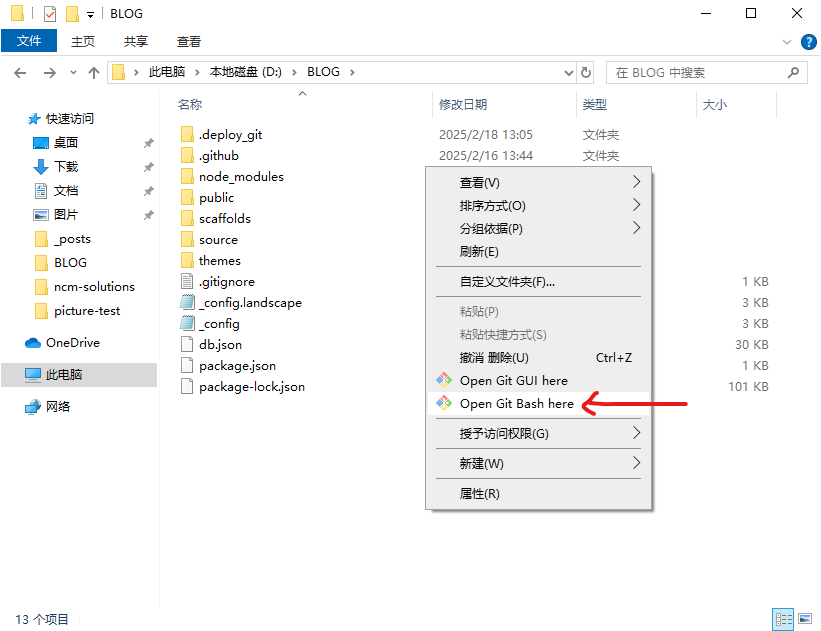 BLOG
文件 主页 共享 查看
此电脑 本地磁盘 (D:) BLOG 在 BLOG 中搜索
名称 修改日期 类型 大小
快速访问
桌面
下载
文档
图片
_posts
BLOG
ncm-solutions
picture-test
OneDrive
此电脑
网络
.deploy_git 2025/2/18 13:05 文件夹
.github 2025/2/16 13:44 文件夹
node_modules
public
scaffolds
source
themes
.gitignore 1 KB
_config.landscape 3 KB
_config 3 KB
db.json 30 KB
package.json 1 KB
package-lock.json 101 KB
查看(V)
排序方式(O)
分组依据(P)
刷新(E)
自定义文件夹(F)...
粘贴(P)
粘贴快捷方式(S)
撤消 删除(U) Ctrl+Z
Open Git GUI here
Open Git Bash here
授予访问权限(G)
新建(W)
属性(R)
13 个项目